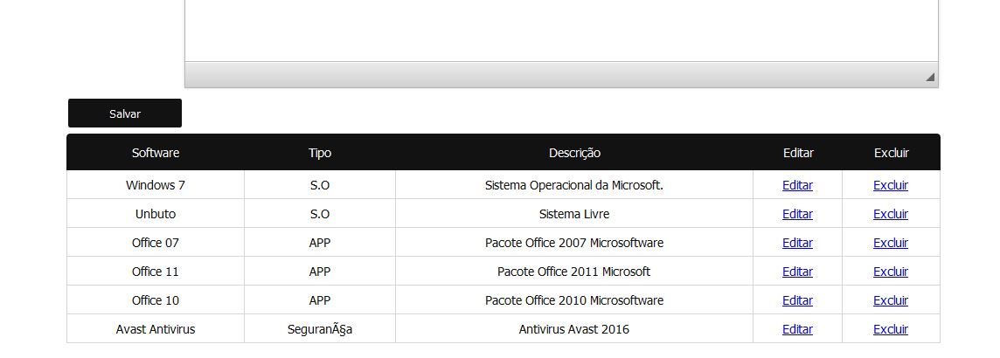 Salvar
Software Tipo Descrição Editar Excluir
Windows 7 S.O Sistema Operacional da Microsoft. Editar Excluir
Unbuto S.O Sistema Livre Editar Excluir
Office 07 APP Pacote Office 2007 Microsoftware Editar Excluir
Office 11 APP Pacote Office 2011 Microsoft Editar Excluir
Office 10 APP Pacote Office 2010 Microsoftware Editar Excluir
Avast Antivirus SeguranÃ§a Antivirus Avast 2016 Editar Excluir